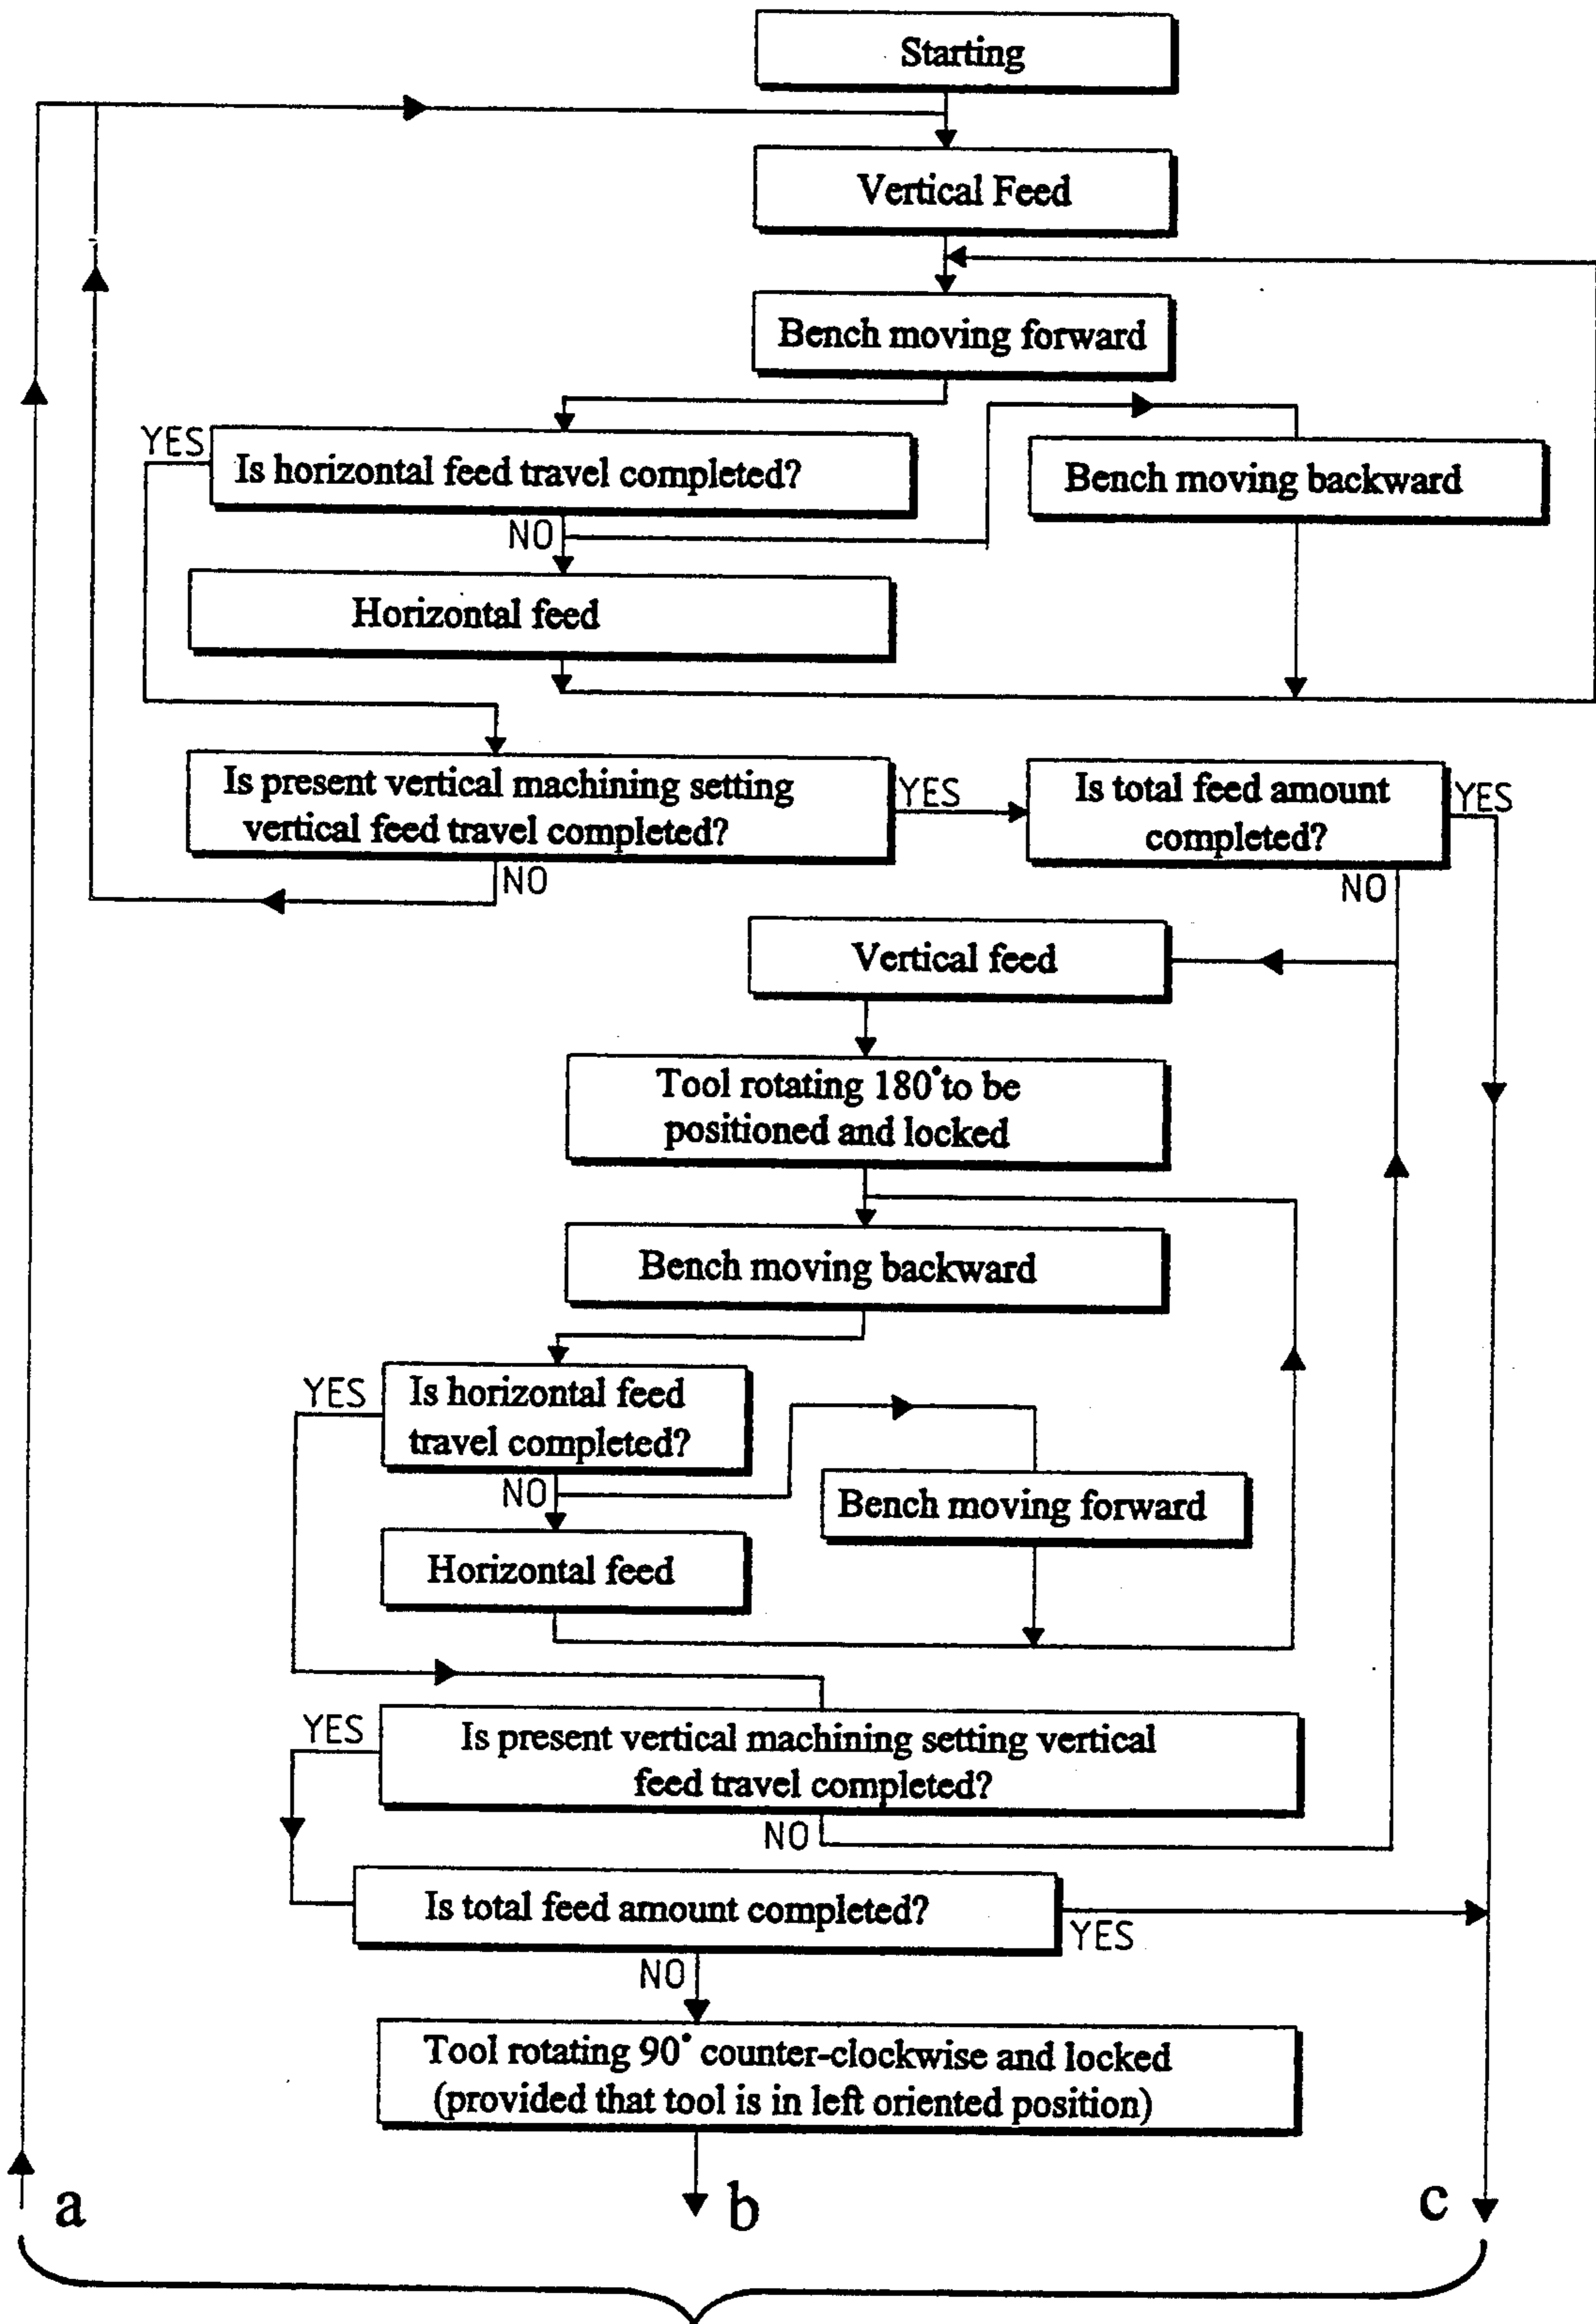 Starting
Vertical Feed
Bench moving forward
YES
Is horizontal feed travel completed?
Bench moving backward
NO
Horizontal feed
Is present vertical machining setting
vertical feed travel completed?
YES
Is total feed amount
completed?
YES
NO
NO
Vertical feed
Tool rotating 180° to be
positioned and locked
Bench moving backward
YES
Is horizontal feed
travel completed?
NO
Bench moving forward
Horizontal feed
YES
Is present vertical machining setting vertical
feed travel completed?
NO
Is total feed amount completed?
YES
NO
Tool rotating 90° counter-clockwise and locked
(provided that tool is in left oriented position)
a
b
c